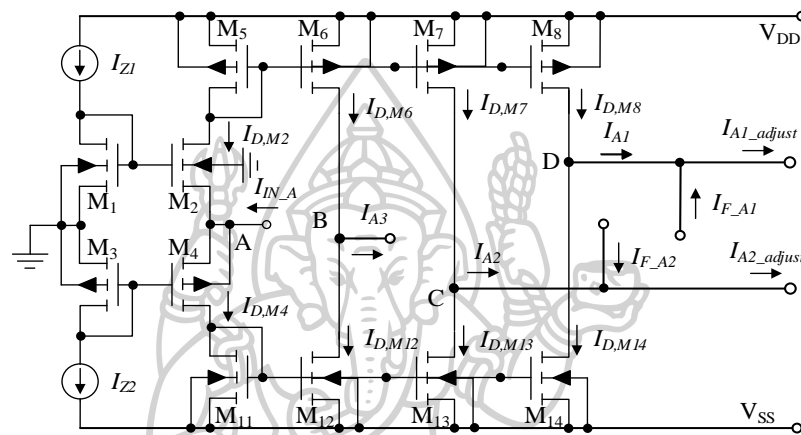 M5 M6 M7 M8
VDD
IZ1
ID,M6 ID,M7 ID,M8
ID,M2
IA1 IA1_adjust
D
IIN_A
M1 M2
IF_A1
B IA3
M3 M4 A
IA2 IF_A2 IA2_adjust
C
ID,M4
ID,M12 ID,M13 ID,M14
IZ2
M11 M12 M13 M14
VSS